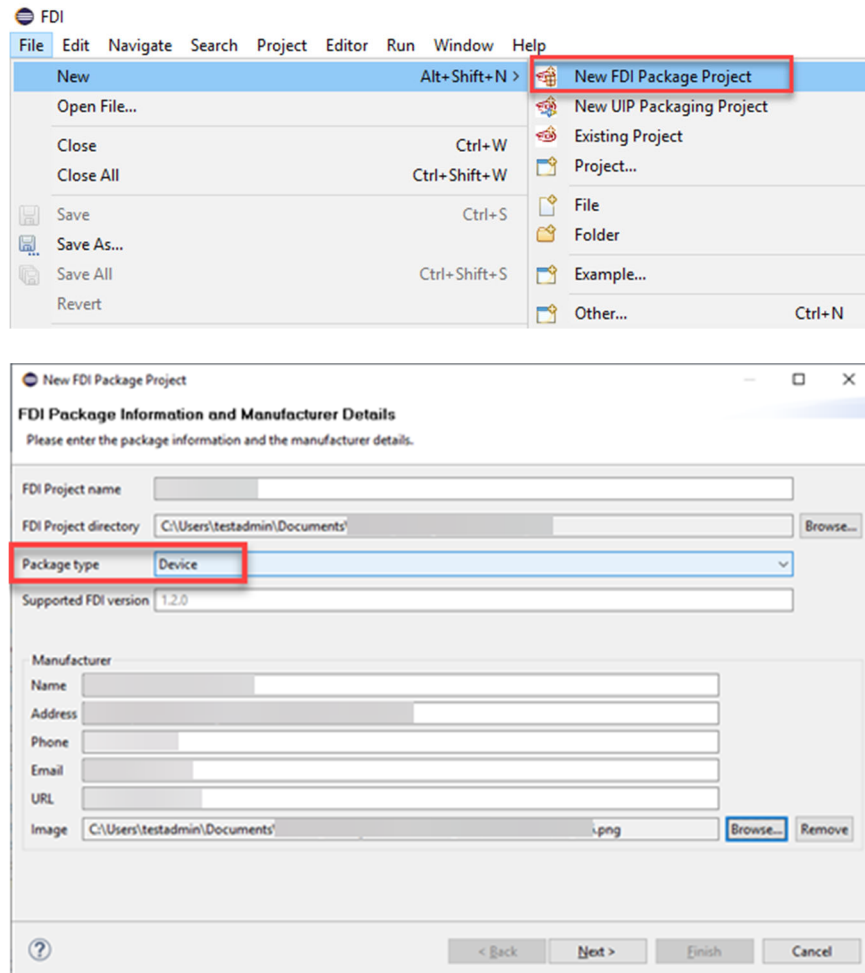 FDI
File Edit Navigate Search Project Editor Run Window Help
New Alt+Shift+N > New FDI Package Project
Open File... New UIP Packaging Project
Close Ctrl+W Existing Project
Close All Ctrl+Shift+W Project...
Save Ctrl+S File
Save As... Folder
Save All Ctrl+Shift+S Example...
Revert Other... Ctrl+N
New FDI Package Project
FDI Package Information and Manufacturer Details
Please enter the package information and the manufacturer details.
FDI Project name
FDI Project directory C:\Users\testadmin\Documents' Browse...
Package type Device
Supported FDI version 1.2.0
Manufacturer
Name
Address
Phone
Email
URL
Image C:\Users\testadmin\Documents' .png Browse... Remove
? < Back Next > Finish Cancel